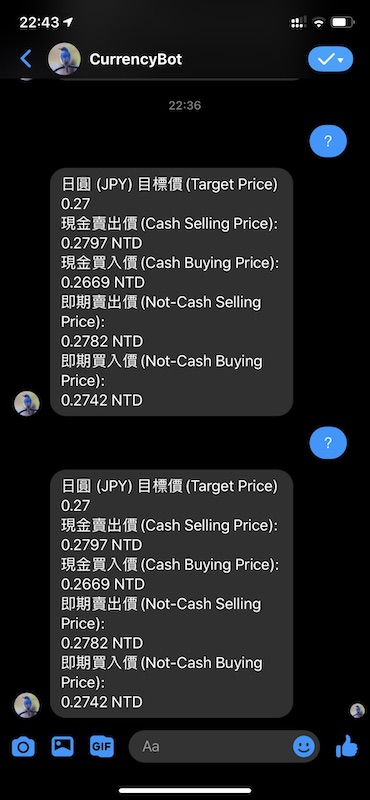 22:43
CurrencyBot
22:36
?
日圓 (JPY) 目標價 (Target Price)
0.27
現金賣出價 (Cash Selling Price):
0.2797 NTD
現金買入價 (Cash Buying Price):
0.2669 NTD
即期賣出價 (Not-Cash Selling
Price):
0.2782 NTD
即期買入價 (Not-Cash Buying
Price):
0.2742 NTD
?
日圓 (JPY) 目標價 (Target Price)
0.27
現金賣出價 (Cash Selling Price):
0.2797 NTD
現金買入價 (Cash Buying Price):
0.2669 NTD
即期賣出價 (Not-Cash Selling
Price):
0.2782 NTD
即期買入價 (Not-Cash Buying
Price):
0.2742 NTD
GIF
Aa